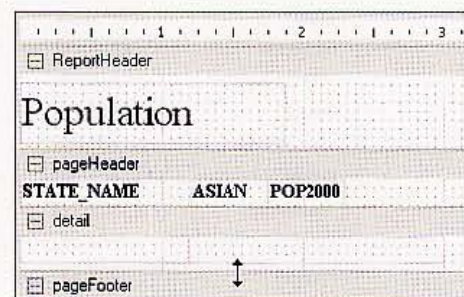 1 2 3
ReportHeader
Population
pageHeader
STATE_NAME ASIAN POP2000
detail
pageFooter